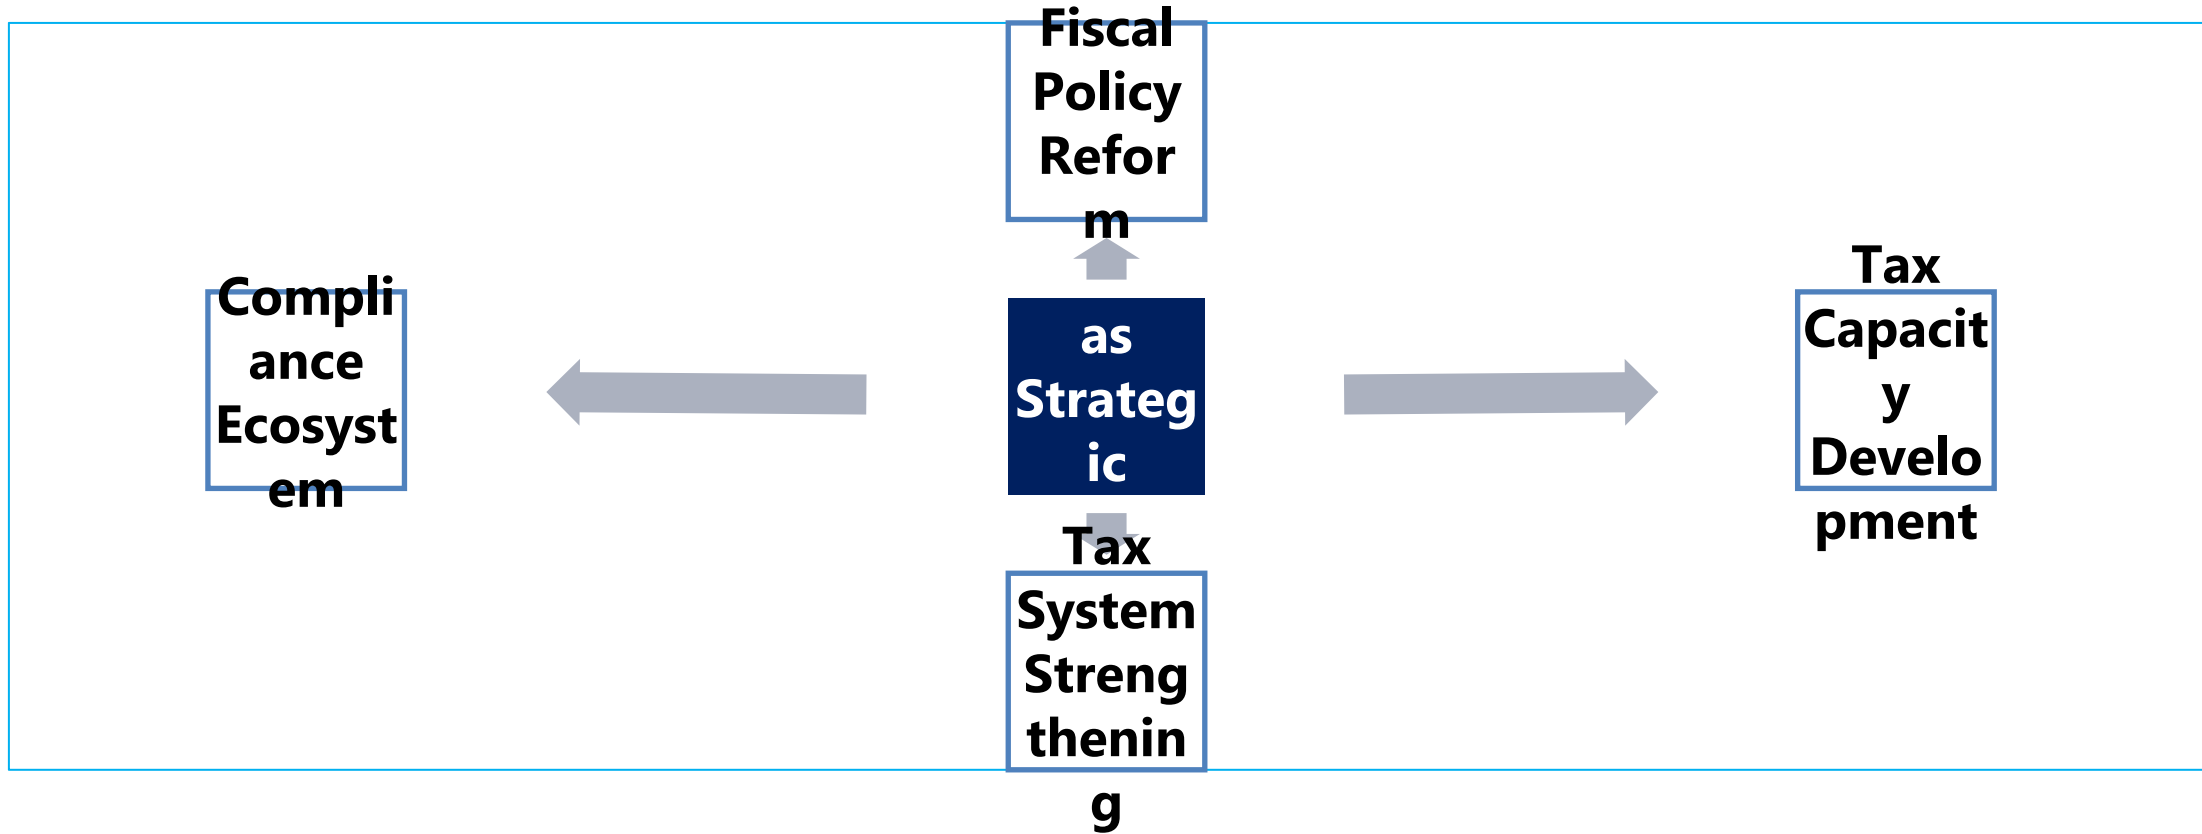 Fiscal
Policy
Refor
m
Compli
ance
Ecosyst
em
as
Strateg
ic
Tax
Capacit
y
Develo
pment
Tax
System
Streng
thenin
g